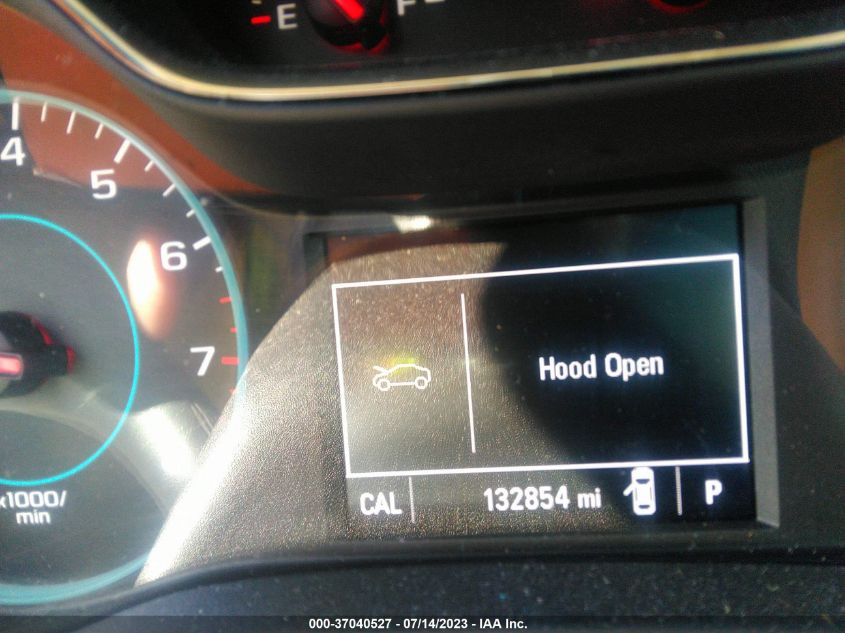 E F
4
5
6
7
x1000/
min
Hood Open
CAL 132854 mi P
000-37040527 - 07/14/2023 - IAA Inc.